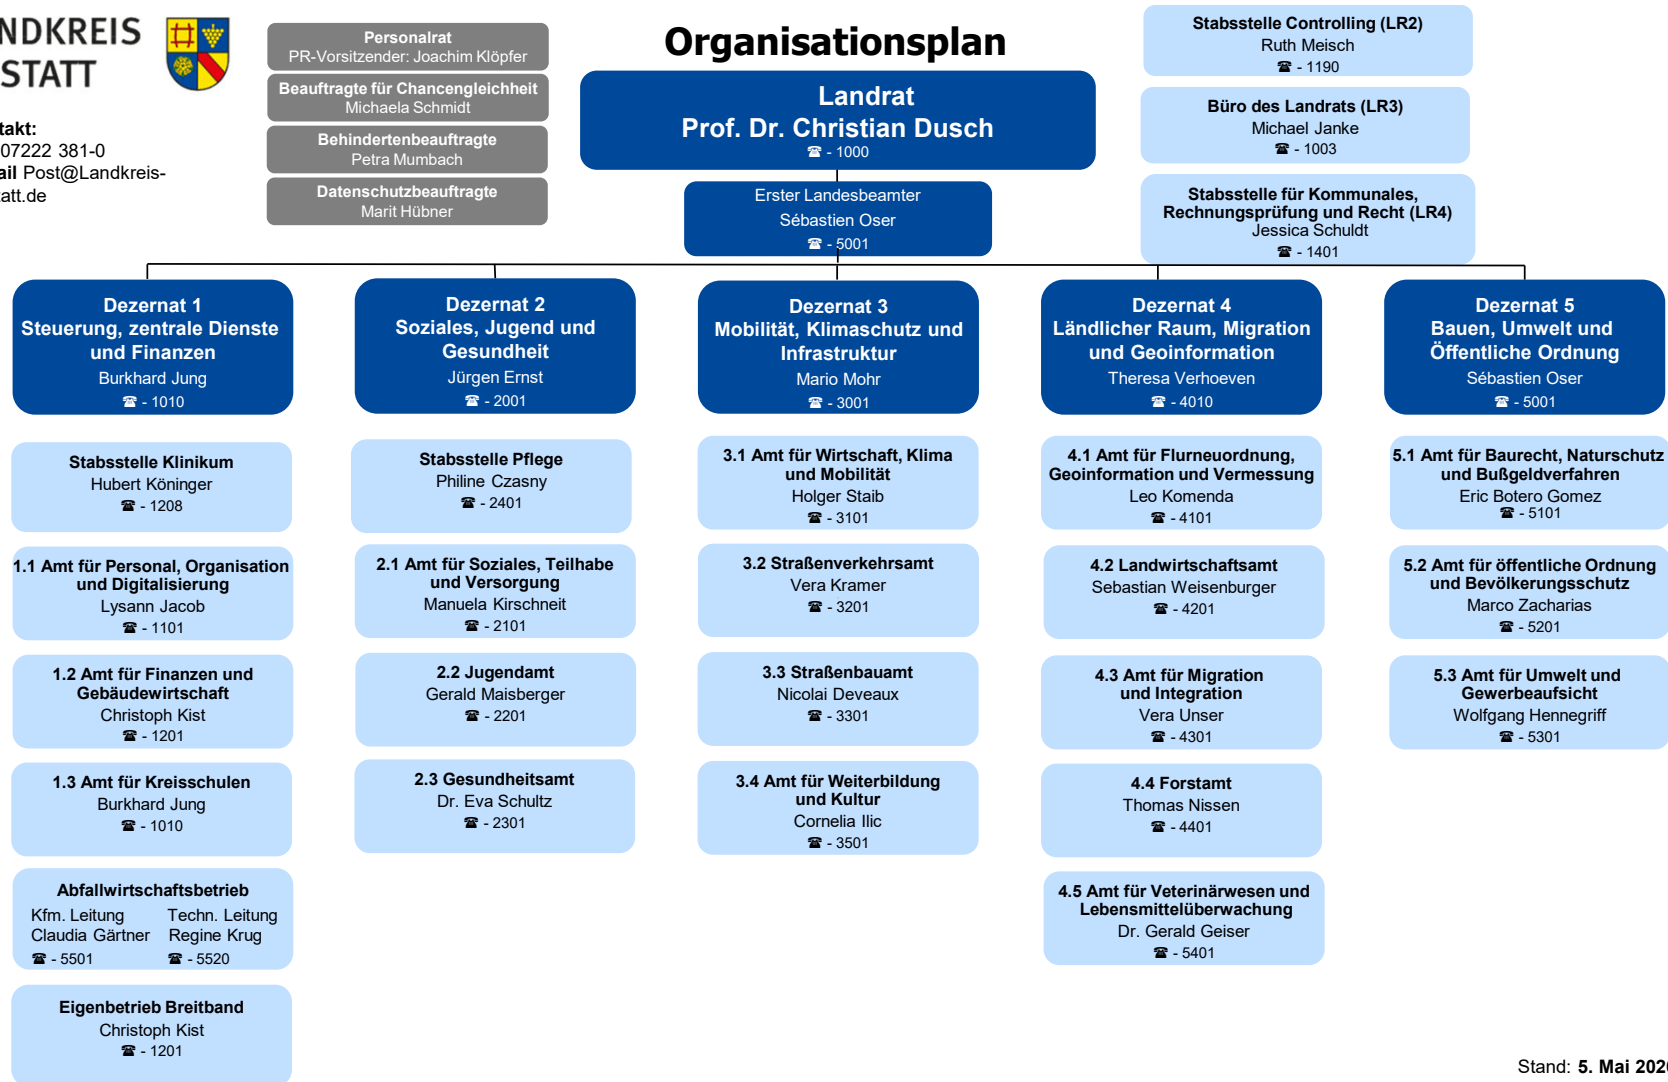 NDKREIS
STATT
takt:
07222 381-0
ail Post@Landkreis-
att.de
Personalrat
PR-Vorsitzender: Joachim Klöpfer
Beauftragte für Chancengleichheit
Michaela Schmidt
Behindertenbeauftragte
Petra Mumbach
Datenschutzbeauftragte
Marit Hübner
Organisationsplan
Landrat
Prof. Dr. Christian Dusch
☎ - 1000
Erster Landesbeamter
Sébastien Oser
☎ - 5001
Stabsstelle Controlling (LR2)
Ruth Meisch
☎ - 1190
Büro des Landrats (LR3)
Michael Janke
☎ - 1003
Stabsstelle für Kommunales,
Rechnungsprüfung und Recht (LR4)
Jessica Schuldt
☎ - 1401
Dezernat 1
Steuerung, zentrale Dienste
und Finanzen
Burkhard Jung
☎ - 1010
Stabsstelle Klinikum
Hubert Köninger
☎ - 1208
1.1 Amt für Personal, Organisation
und Digitalisierung
Lysann Jacob
☎ - 1101
1.2 Amt für Finanzen und
Gebäudewirtschaft
Christoph Kist
☎ - 1201
1.3 Amt für Kreisschulen
Burkhard Jung
☎ - 1010
Abfallwirtschaftsbetrieb
Kfm. Leitung Techn. Leitung
Claudia Gärtner Regine Krug
☎ - 5501 ☎ - 5520
Eigenbetrieb Breitband
Christoph Kist
☎ - 1201
Dezernat 2
Soziales, Jugend und
Gesundheit
Jürgen Ernst
☎ - 2001
Stabsstelle Pflege
Philine Czasny
☎ - 2401
2.1 Amt für Soziales, Teilhabe
und Versorgung
Manuela Kirschneit
☎ - 2101
2.2 Jugendamt
Gerald Maisberger
☎ - 2201
2.3 Gesundheitsamt
Dr. Eva Schultz
☎ - 2301
Dezernat 3
Mobilität, Klimaschutz und
Infrastruktur
Mario Mohr
☎ - 3001
3.1 Amt für Wirtschaft, Klima
und Mobilität
Holger Staib
☎ - 3101
3.2 Straßenverkehrsamt
Vera Kramer
☎ - 3201
3.3 Straßenbauamt
Nicolai Deveaux
☎ - 3301
3.4 Amt für Weiterbildung
und Kultur
Cornelia Ilic
☎ - 3501
Dezernat 4
Ländlicher Raum, Migration
und Geoinformation
Theresa Verhoeven
☎ - 4010
4.1 Amt für Flurneuordnung,
Geoinformation und Vermessung
Leo Komenda
☎ - 4101
4.2 Landwirtschaftsamt
Sebastian Weisenburger
☎ - 4201
4.3 Amt für Migration
und Integration
Vera Unser
☎ - 4301
4.4 Forstamt
Thomas Nissen
☎ - 4401
4.5 Amt für Veterinärwesen und
Lebensmittelüberwachung
Dr. Gerald Geiser
☎ - 5401
Dezernat 5
Bauen, Umwelt und
Öffentliche Ordnung
Sébastien Oser
☎ - 5001
5.1 Amt für Baurecht, Naturschutz
und Bußgeldverfahren
Eric Botero Gomez
☎ - 5101
5.2 Amt für öffentliche Ordnung
und Bevölkerungsschutz
Marco Zacharias
☎ - 5201
5.3 Amt für Umwelt und
Gewerbeaufsicht
Wolfgang Hennegriff
☎ - 5301
Stand: 5. Mai